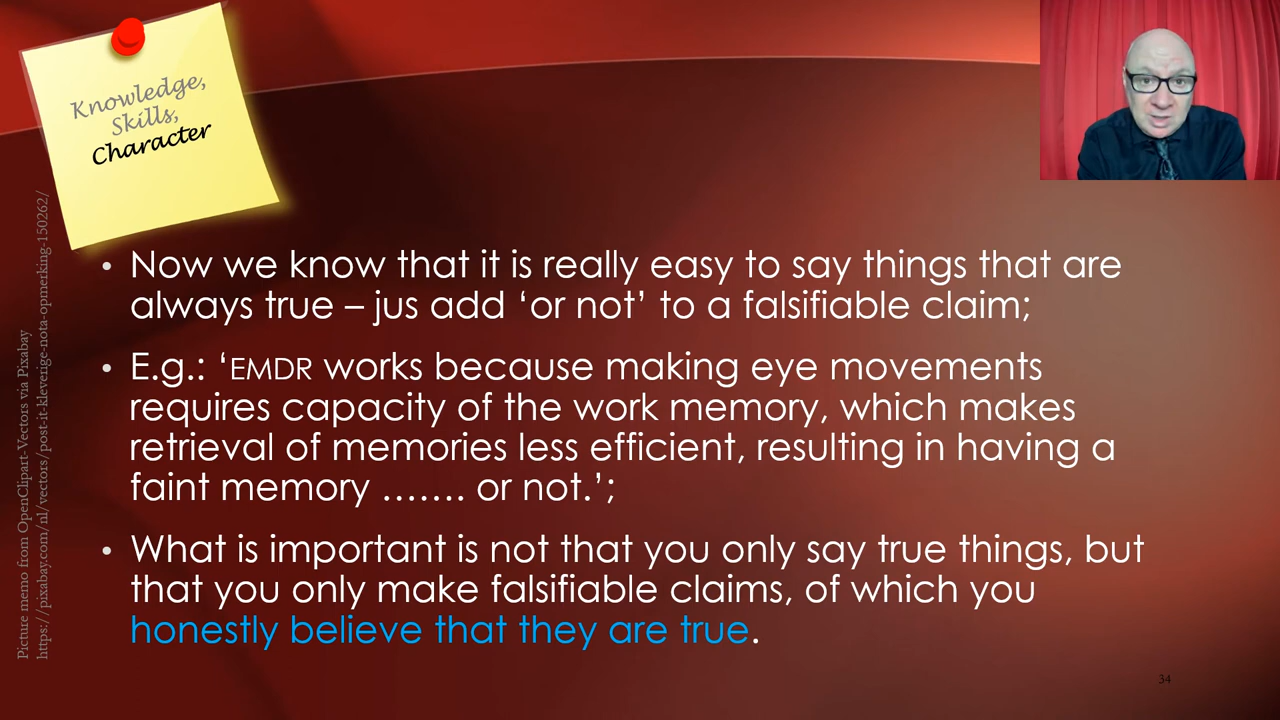 Knowledge,
Skills,
Character
• Now we know that it is really easy to say things that are
always true – jus add ‘or not’ to a falsifiable claim;
• E.g.: ‘EMDR works because making eye movements
requires capacity of the work memory, which makes
retrieval of memories less efficient, resulting in having a
faint memory ……. or not.’;
• What is important is not that you only say true things, but
that you only make falsifiable claims, of which you
honestly believe that they are true.
Picture memo from OpenClipart-Vectors via Pixabay
https://pixabay.com/nl/vectors/post-it-kleverige-nota-opmerking-150262/
34